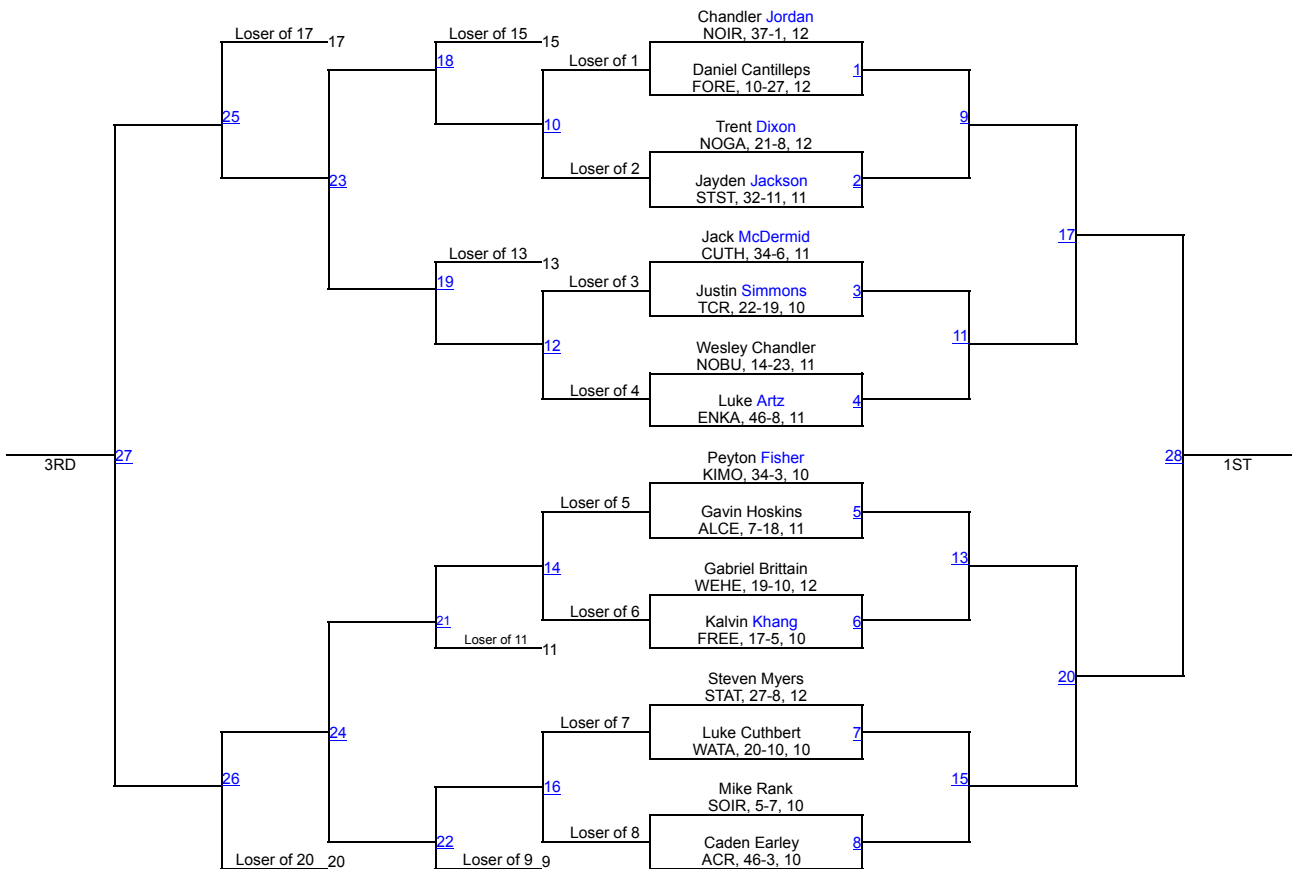 Chandler Jordan
Loser of 17
17
Loser of 15
15
NOIR, 37-1, 12
18
Loser of 1
Daniel Cantilleps
1
FORE, 10-27, 12
25
10
9
Trent Dixon
NOGA, 21-8, 12
Loser of 2
23
Jayden Jackson
2
STST, 32-11, 11
Jack McDermid
17
CUTH, 34-6, 11
Loser of 13
13
19
Loser of 3
Justin Simmons
3
TCR, 22-19, 10
11
12
Wesley Chandler
NOBU, 14-23, 11
Loser of 4
Luke Artz
4
ENKA, 46-8, 11
3RD
27
Peyton Fisher
28
1ST
KIMO, 34-3, 10
Loser of 5
Gavin Hoskins
5
ALCE, 7-18, 11
13
14
Gabriel Brittain
WEHE, 19-10, 12
Loser of 6
21
Kalvin Khang
6
FREE, 17-5, 10
Loser of 11
11
Steven Myers
20
STAT, 27-8, 12
Loser of 7
24
Luke Cuthbert
7
WATA, 20-10, 10
26
16
15
Mike Rank
SOIR, 5-7, 10
Loser of 8
22
Caden Earley
8
ACR, 46-3, 10
Loser of 20
20
Loser of 9
9